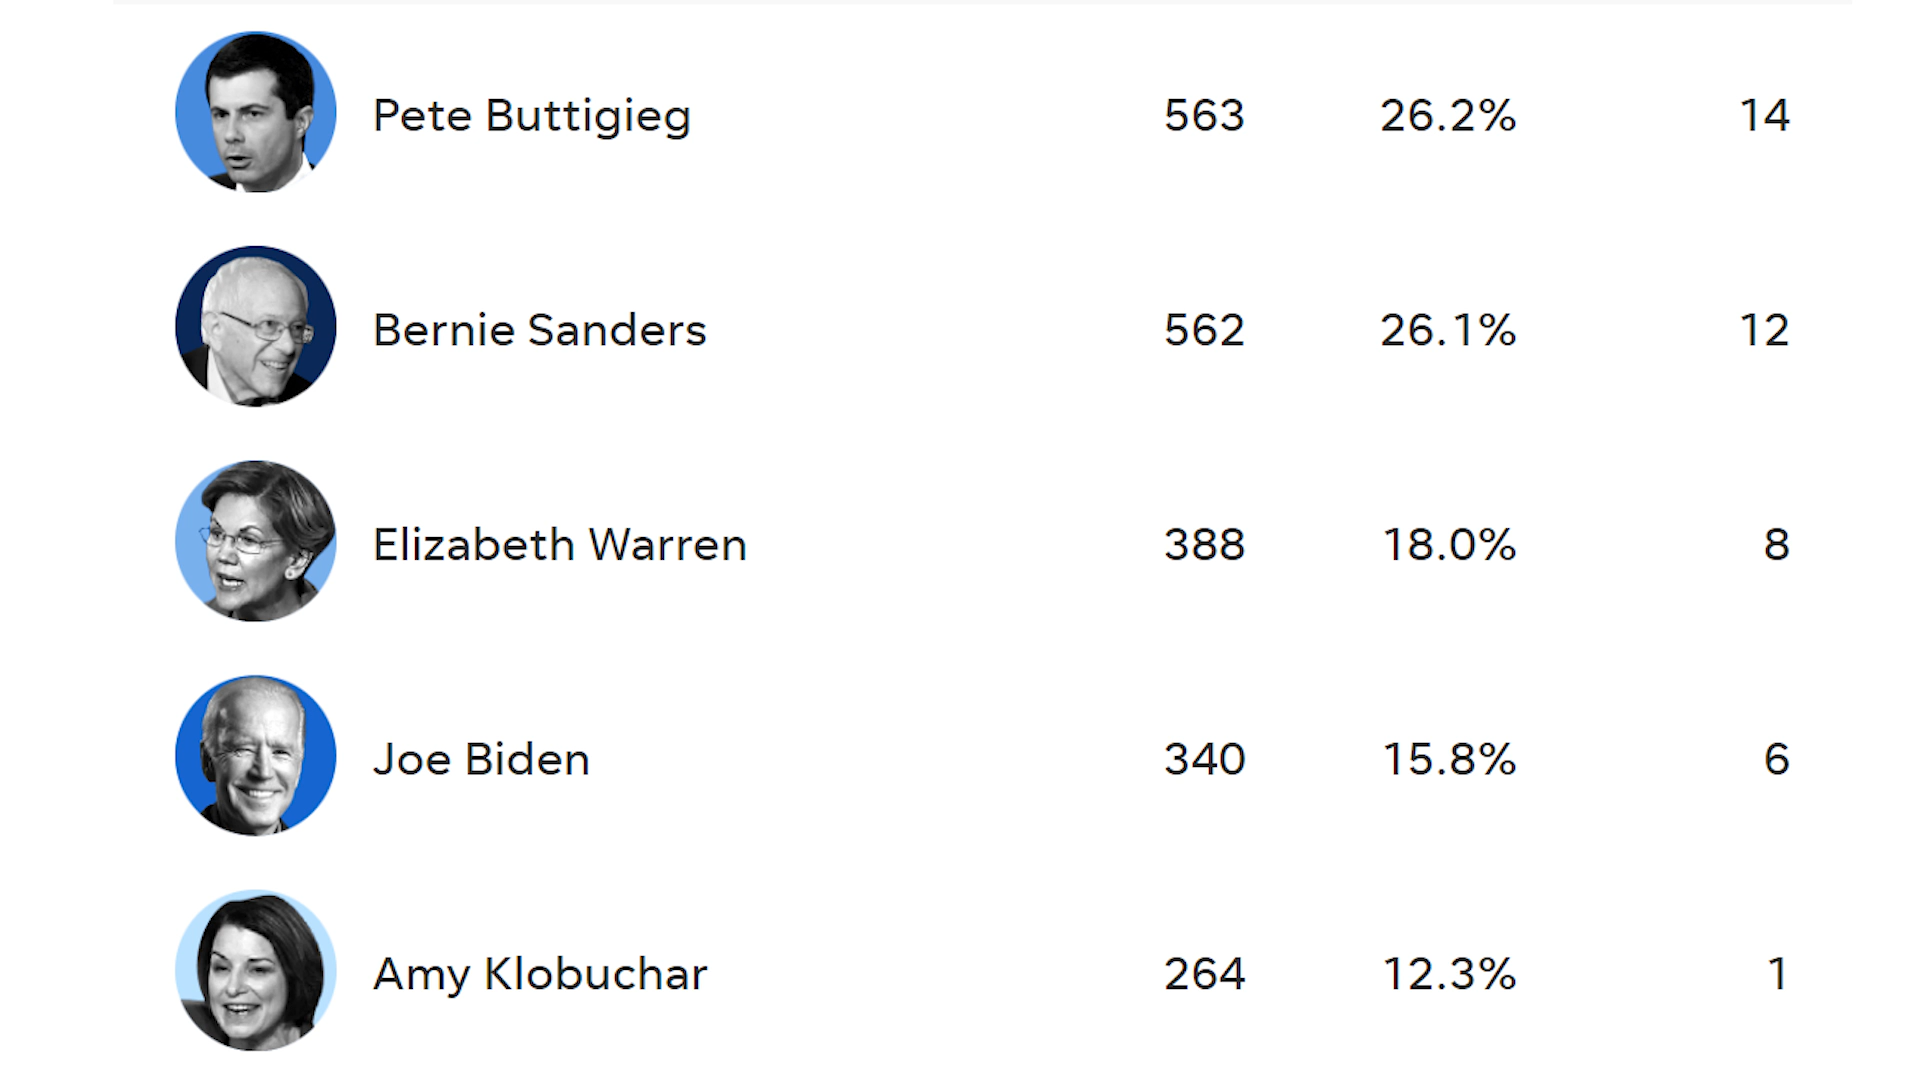 Pete Buttigieg 563 26.2% 14
Bernie Sanders 562 26.1% 12
Elizabeth Warren 388 18.0% 8
Joe Biden 340 15.8% 6
Amy Klobuchar 264 12.3% 1